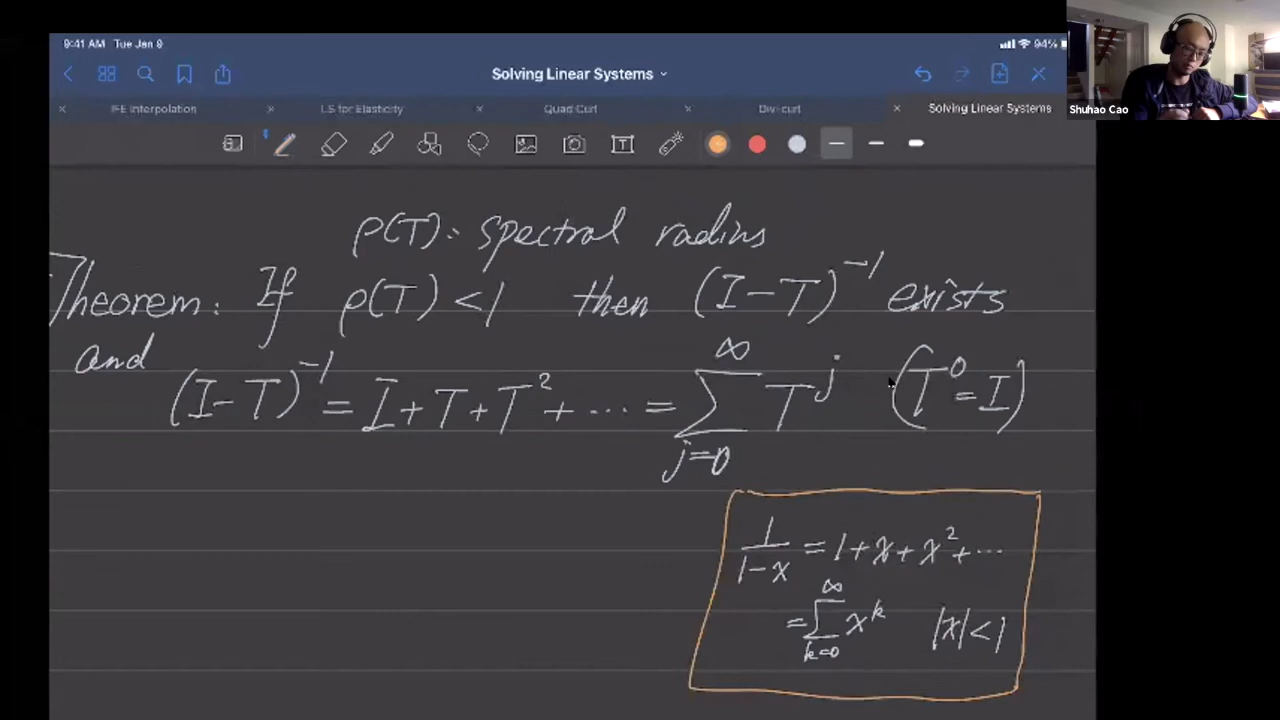 9:41 AM Tue Jan 9
94%
Solving Linear Systems
IFE Interpolation
LS for Elasticity
Quad Curl
Div-curl
Solving Linear Systems
Shuhao Cao
ρ(T): spectral radius
Theorem: If ρ(T) < 1 then (I-T)⁻¹ exists
and
(I-T)⁻¹ = I + T + T² + ... = ∑_{j=0}^{∞} T^j (T⁰ = I)
1/(1-x) = 1 + x + x² + ...
= ∑_{k=0}^{∞} x^k |x| < 1